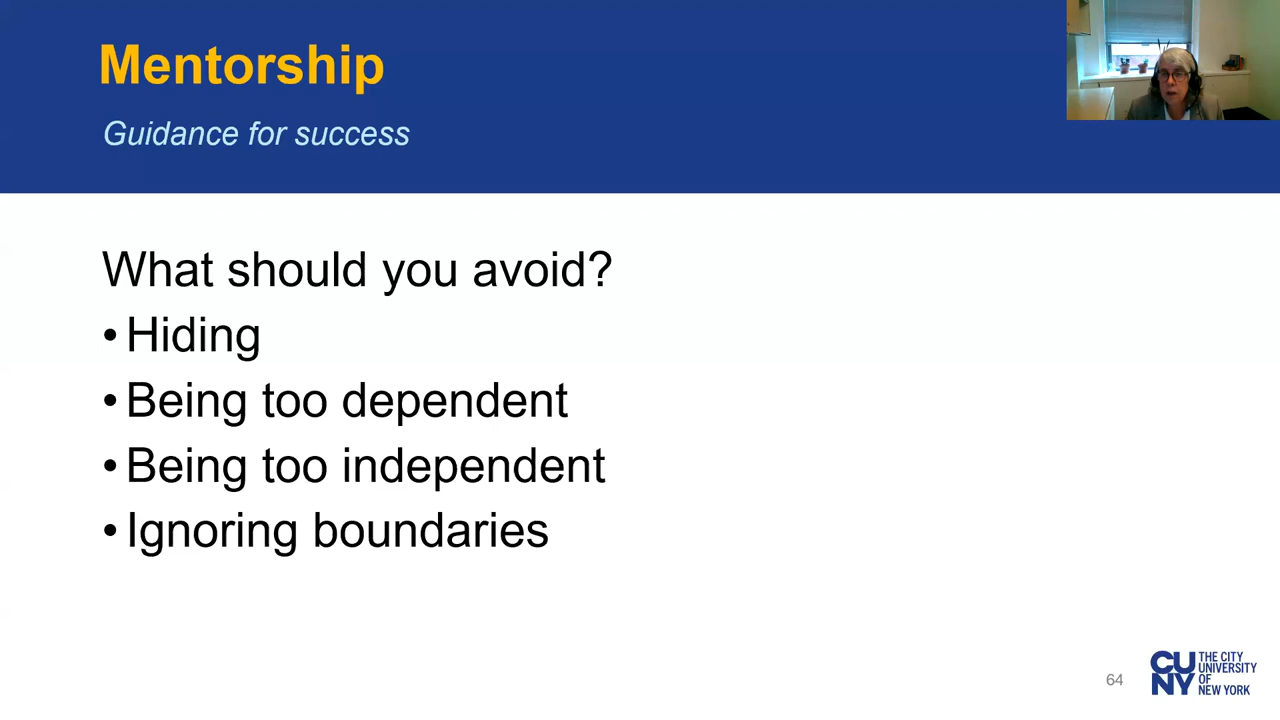 Mentorship
Guidance for success
What should you avoid?
• Hiding
• Being too dependent
• Being too independent
• Ignoring boundaries
64
CU
NY
THE CITY
UNIVERSITY
OF
NEW YORK